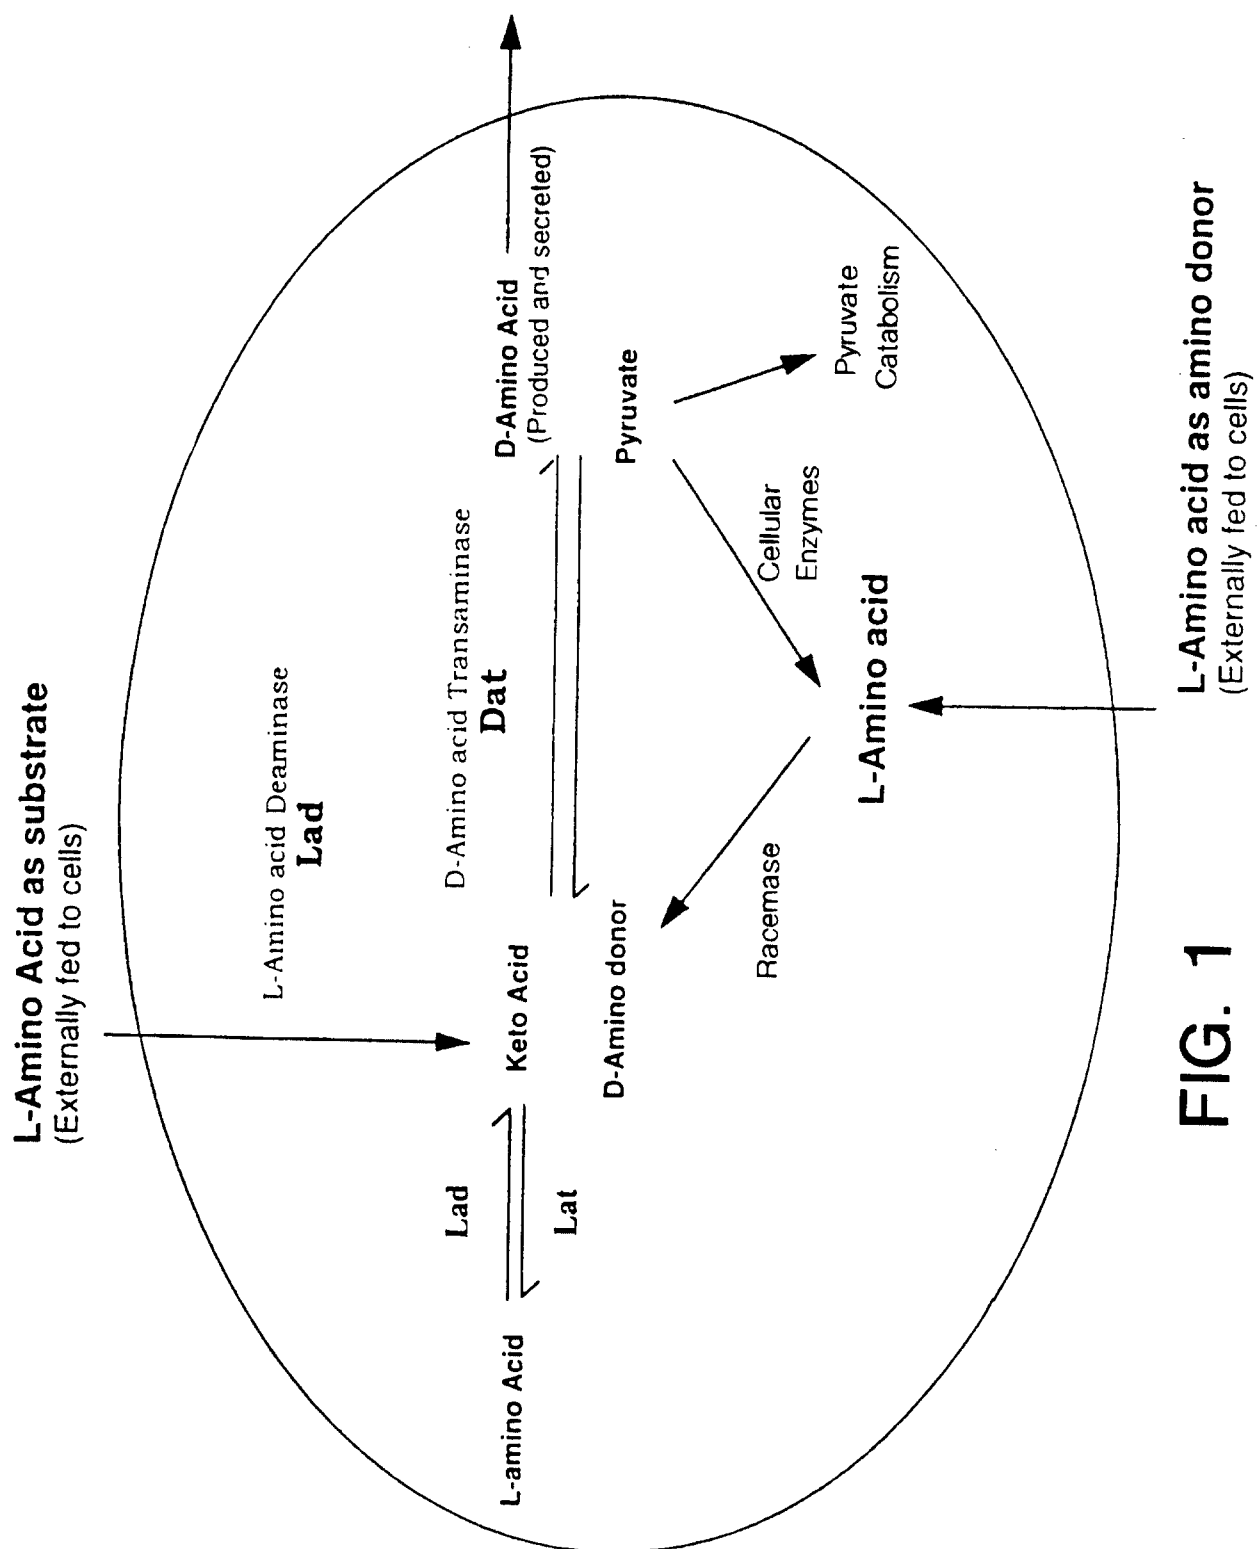 L-Amino Acid as substrate
(Externally fed to cells)
L-Amino acid Deaminase
Lad
D-Amino acid Transaminase
Dat
Lad
L-amino Acid
Keto Acid
D-Amino Acid
(Produced and secreted)
Lat
D-Amino donor
Pyruvate
Racemase
Cellular
Enzymes
Pyruvate
Catabolism
L-Amino acid
L-Amino acid as amino donor
(Externally fed to cells)
FIG. 1